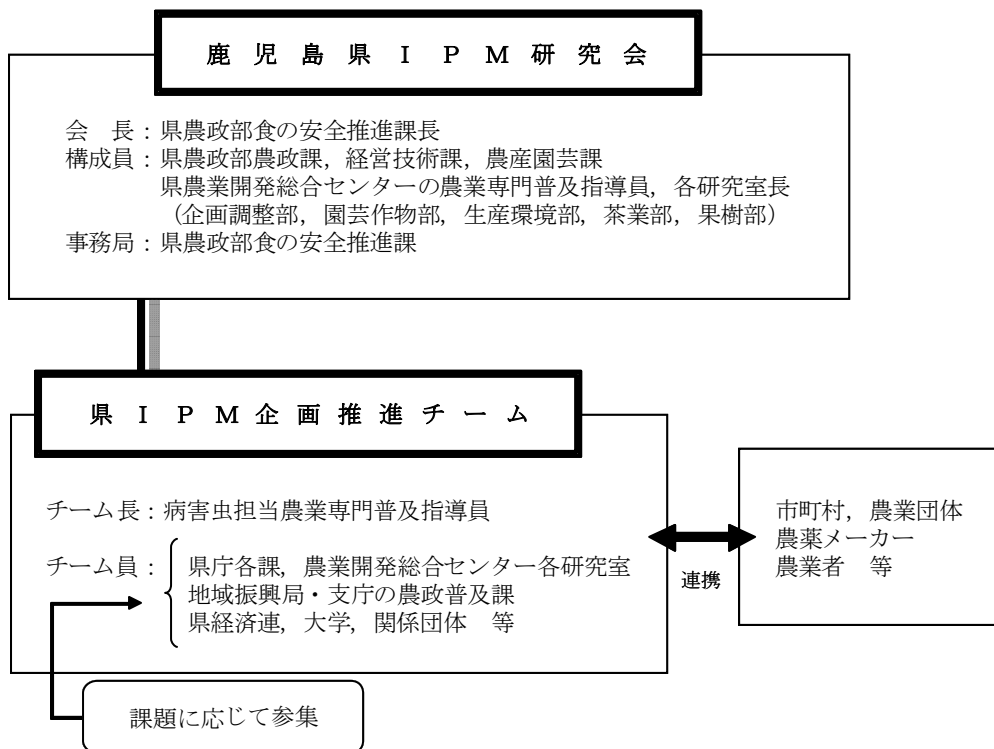 鹿児島県ＩＰＭ研究会
会　長：県農政部食の安全推進課長
構成員：県農政部農政課，経営技術課，農産園芸課
県農業開発総合センターの農業専門普及指導員，各研究室長
（企画調整部，園芸作物部，生産環境部，茶業部，果樹部）
事務局：県農政部食の安全推進課
県ＩＰＭ企画推進チーム
チーム長：病害虫担当農業専門普及指導員
チーム員：県庁各課，農業開発総合センター各研究室
地域振興局・支庁の農政普及課
県経済連，大学，関係団体　等
課題に応じて参集
連携
市町村，農業団体
農薬メーカー
農業者　等